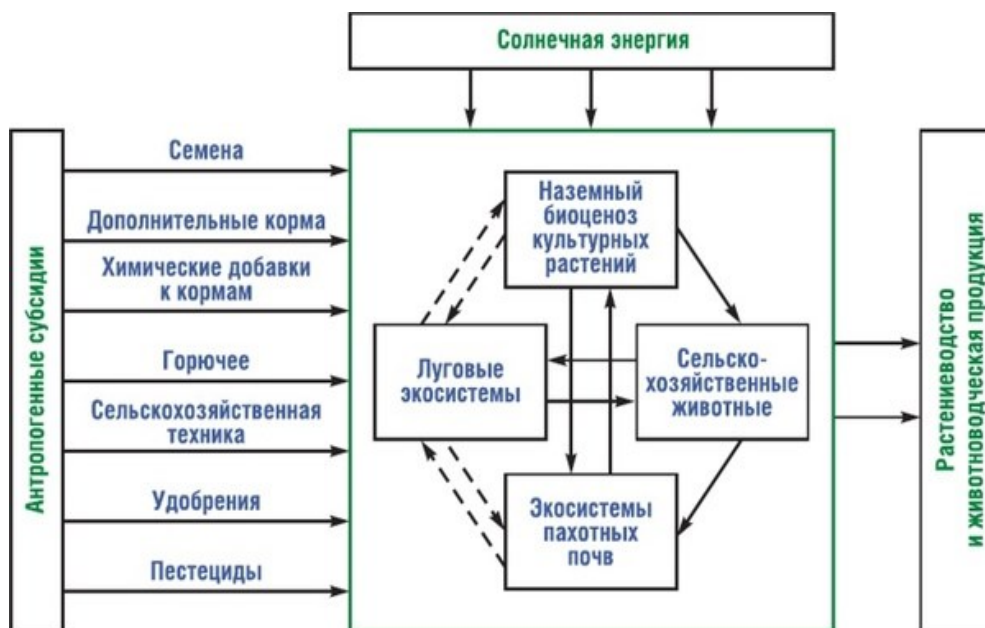 Солнечная энергия
Антропогенные субсидии
Семена
Дополнительные корма
Химические добавки
к кормам
Горючее
Сельскохозяйственная
техника
Удобрения
Пестециды
Наземный
биоценоз
культурных
растений
Луговые
экосистемы
Сельско-
хозяйственные
животные
Экосистемы
пахотных
почв
Растениеводство
и животноводческая продукция